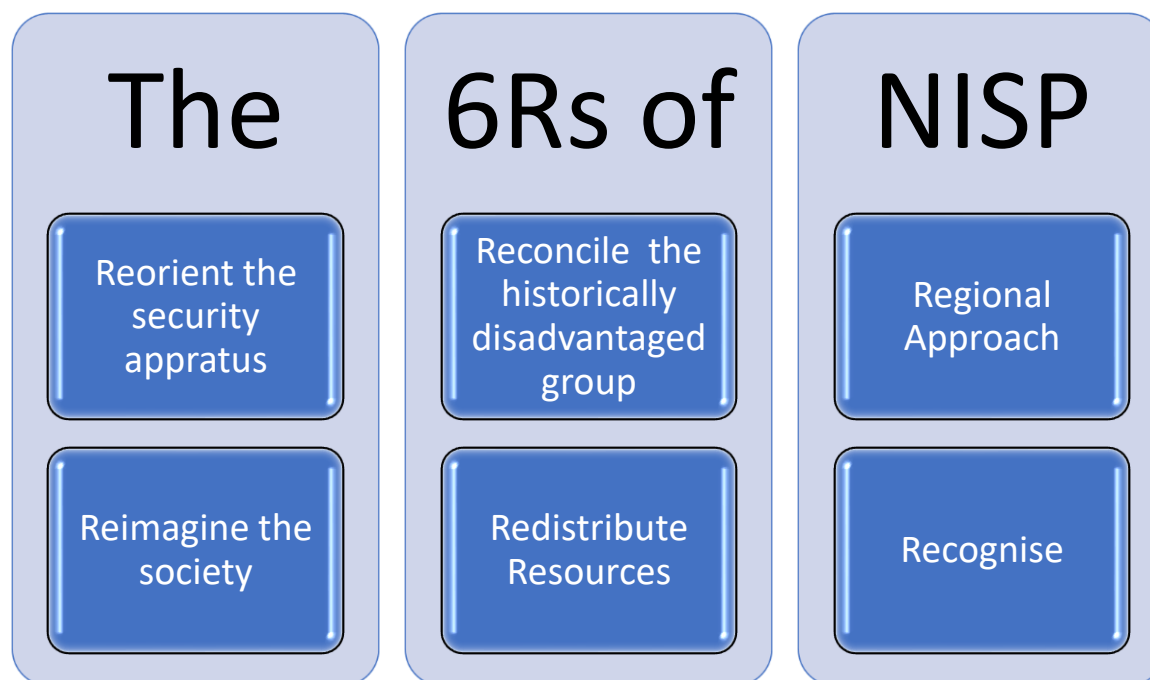 The
6Rs of
NISP
Reorient the
security
appratus
Reconcile the
historically
disadvantaged
group
Regional
Approach
Reimagine the
society
Redistribute
Resources
Recognise